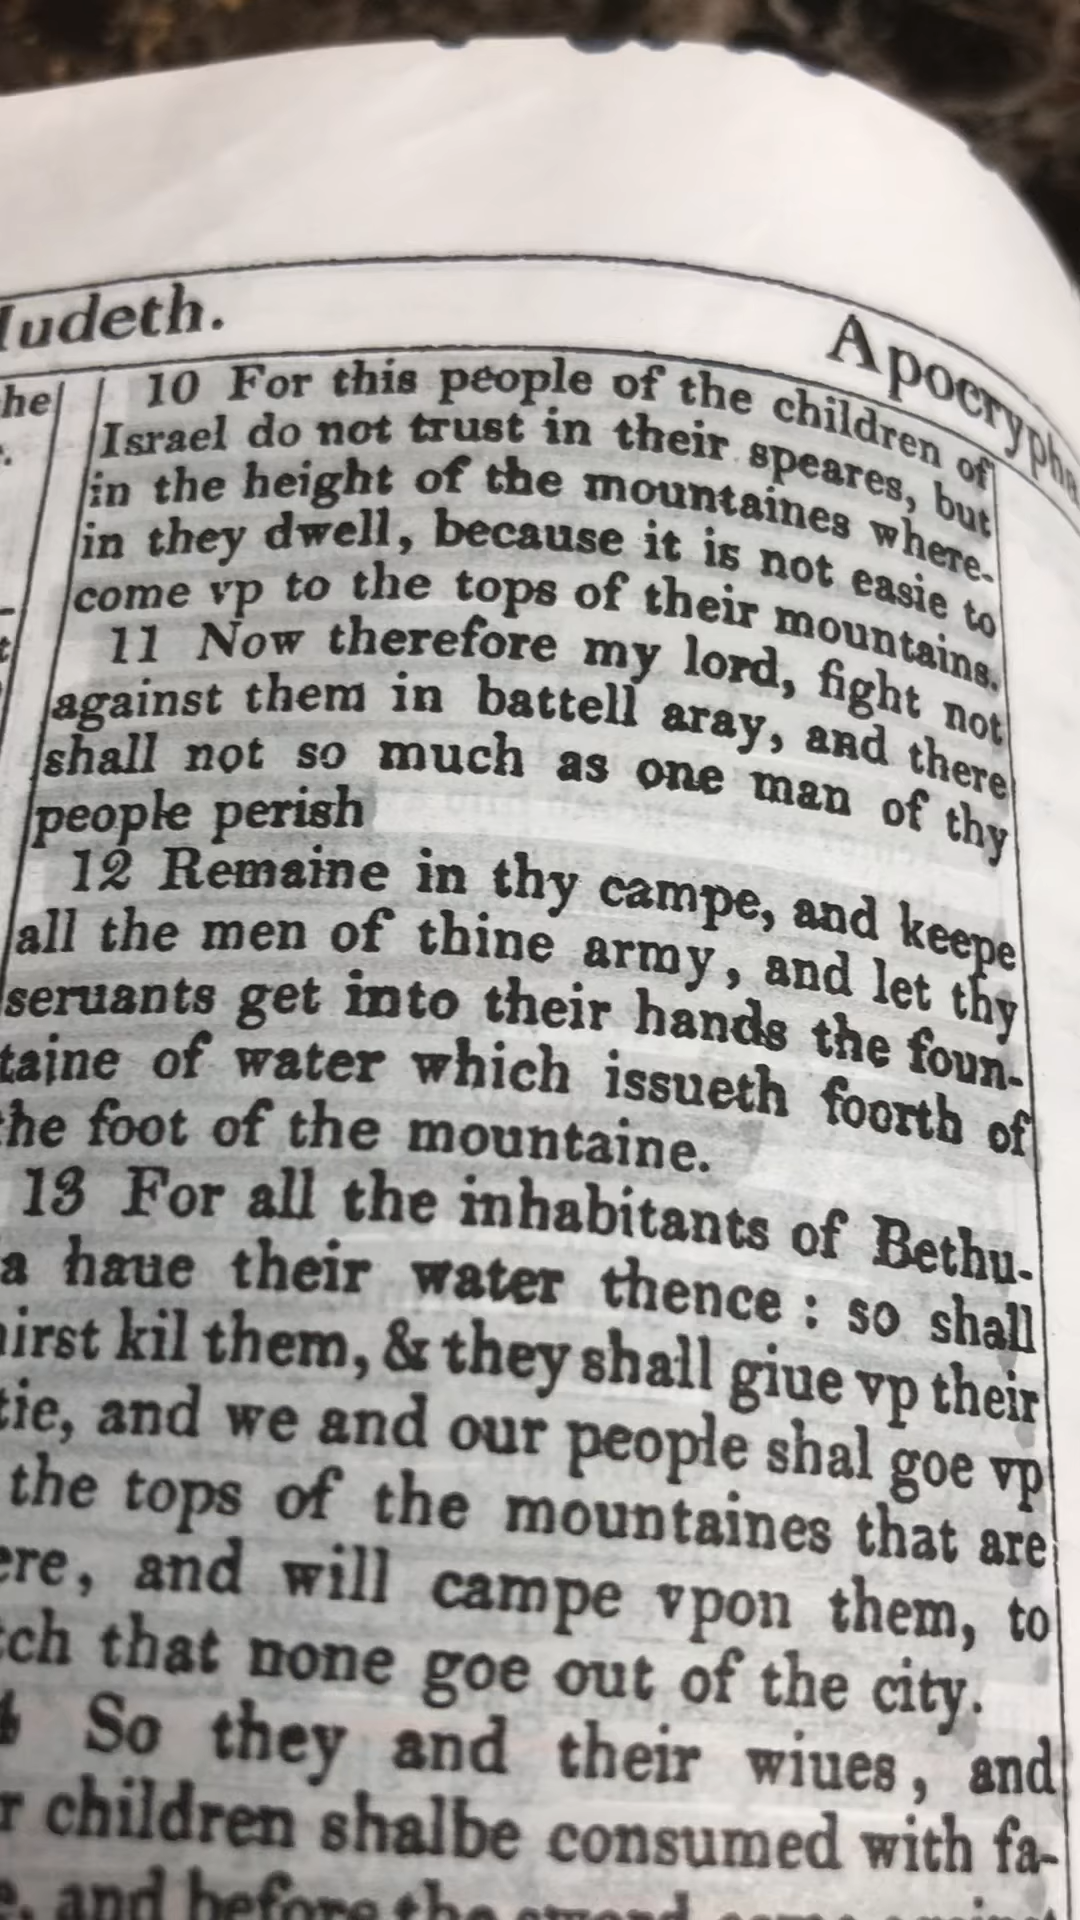 Iudeth.
Apocrypha
he
10 For this people of the children of
Israel do not trust in their speares, but
in the height of the mountaines where-
in they dwell, because it is not easie to
come vp to the tops of their mountains.
11 Now therefore my lord, fight not
against them in battell aray, and there
shall not so much as one man of thy
people perish
12 Remaine in thy campe, and keepe
all the men of thine army, and let thy
seruants get into their hands the foun-
taine of water which issueth foorth of
the foot of the mountaine.
13 For all the inhabitants of Bethu-
a haue their water thence : so shall
irst kil them, & they shall giue vp their
tie, and we and our people shal goe vp
the tops of the mountaines that are
ere, and will campe vpon them, to
tch that none goe out of the city.
4 So they and their wiues, and
r children shalbe consumed with fa-
e, and before the sword come against